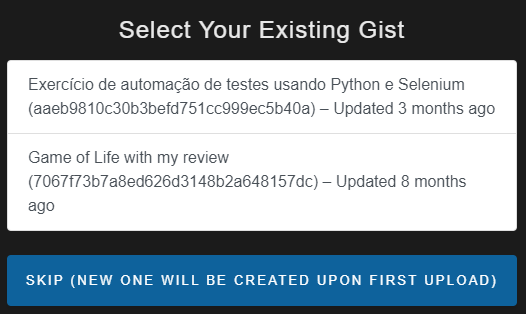 Select Your Existing Gist
Exercício de automação de testes usando Python e Selenium
(aaeb9810c30b3befd751cc999ec5b40a) – Updated 3 months ago
Game of Life with my review
(7067f73b7a8ed626d3148b2a648157dc) – Updated 8 months
ago
SKIP (NEW ONE WILL BE CREATED UPON FIRST UPLOAD)